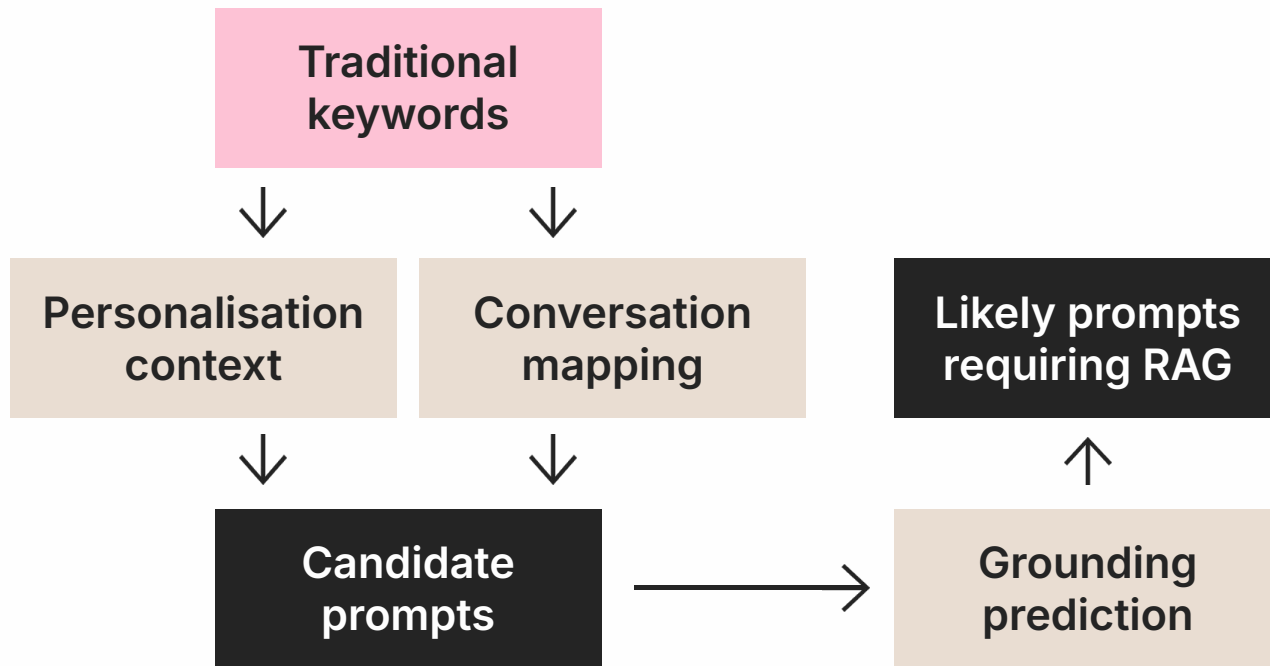 Traditional
keywords
Personalisation
context
Conversation
mapping
Likely prompts
requiring RAG
Candidate
prompts
Grounding
prediction